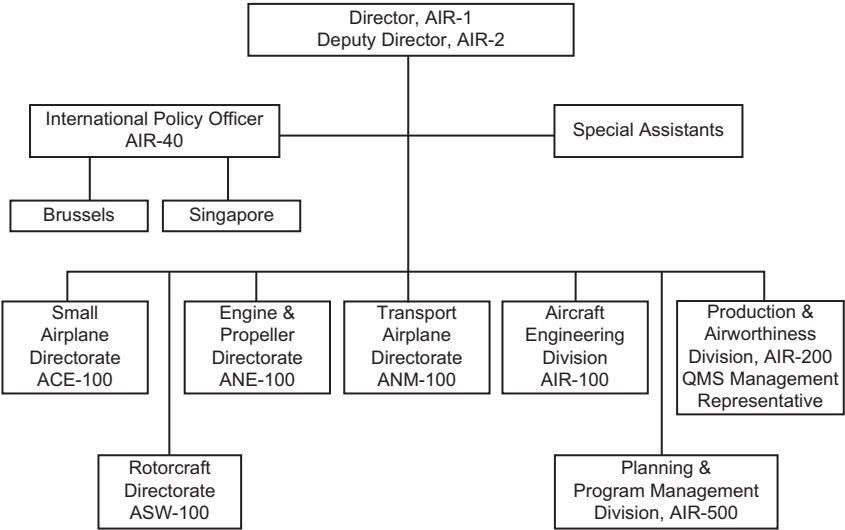 Director, AIR-1
Deputy Director, AIR-2
International Policy Officer
AIR-40
Special Assistants
Brussels
Singapore
Small
Airplane
Directorate
ACE-100
Engine &
Propeller
Directorate
ANE-100
Transport
Airplane
Directorate
ANM-100
Aircraft
Engineering
Division
AIR-100
Production &
Airworthiness
Division, AIR-200
QMS Management
Representative
Rotorcraft
Directorate
ASW-100
Planning &
Program Management
Division, AIR-500